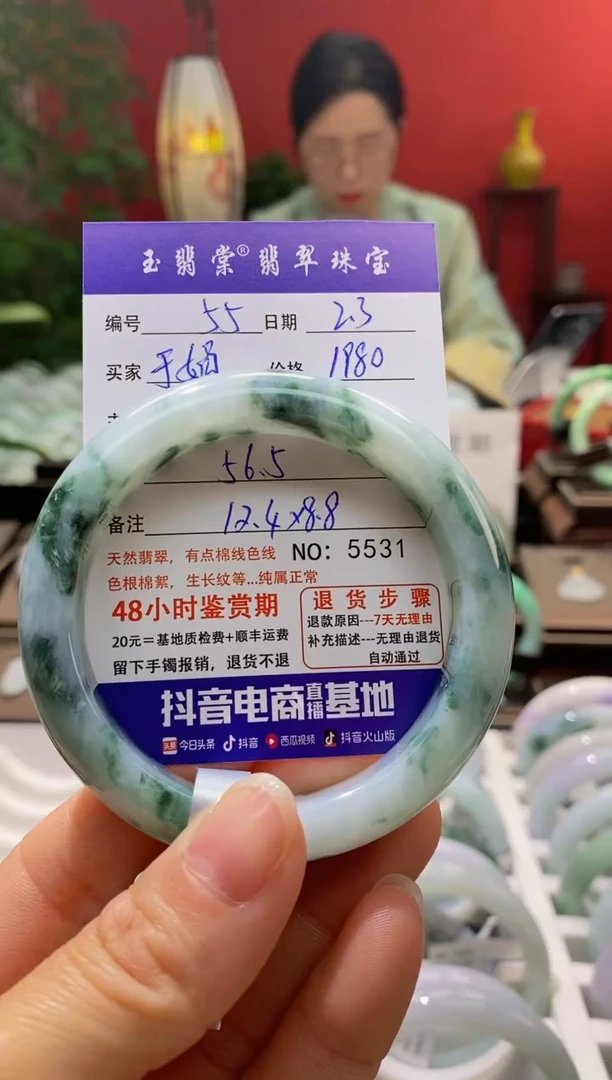 玉翡棠®翡翠珠宝
编号 55 日期 2.3
买家 价格 1980
56.5
备注 12.4x8.8
天然翡翠，有点棉线色线 NO: 5531
色根棉絮，生长纹等...纯属正常
48小时鉴赏期
20元=基地质检费+顺丰运费
留下手镯报销，退货不退
退货步骤
退款原因---7天无理由
补充描述---无理由退货
自动通过
抖音电商直播基地
头条 今日头条 抖音 西瓜视频 抖音火山版